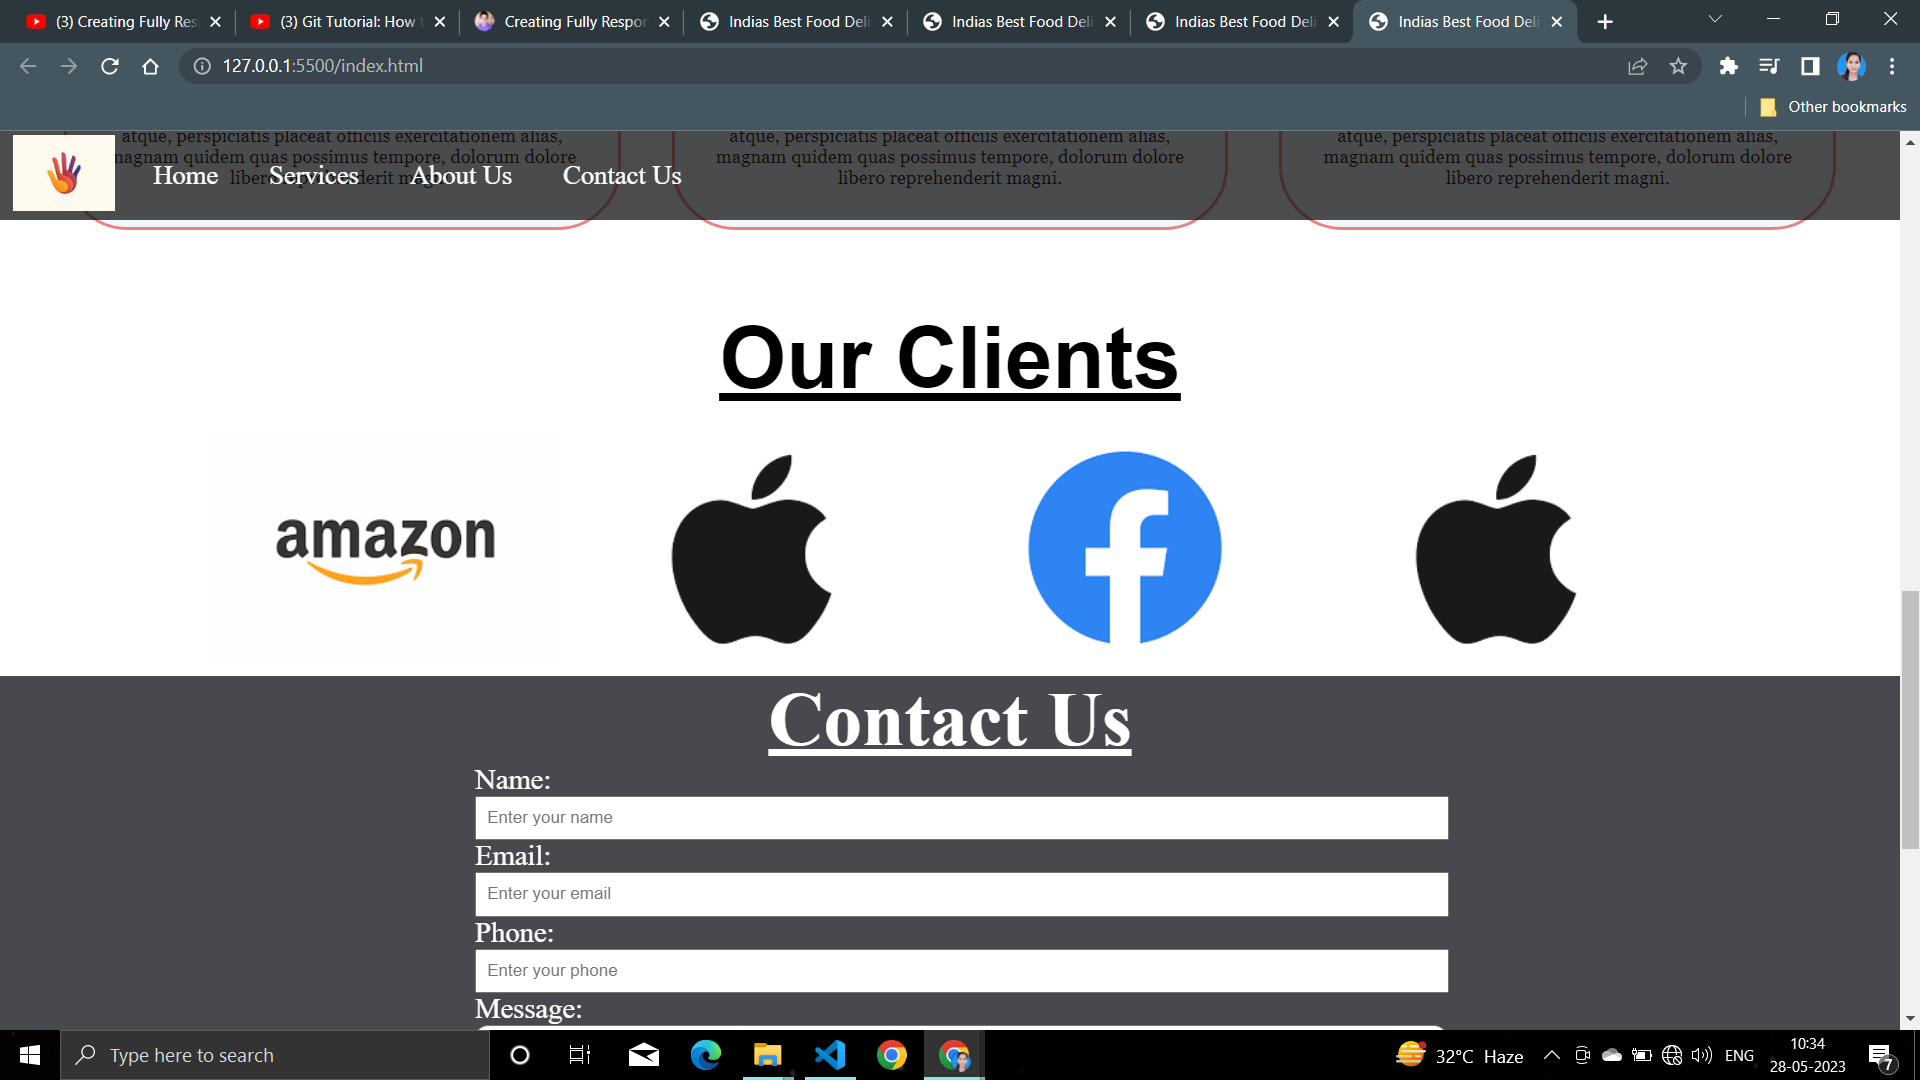 (3) Creating Fully Res
(3) Git Tutorial: How t
Creating Fully Respor
Indias Best Food Deli
Indias Best Food Deli
Indias Best Food Deli
Indias Best Food Deli
127.0.0.1:5500/index.html
Other bookmarks
atque, perspiciatis placeat officiis exercitationem alias,
magnam quidem quas possimus tempore, dolorum dolore
atque, perspiciatis placeat officiis exercitationem alias,
magnam quidem quas possimus tempore, dolorum dolore
libero reprehenderit magni.
atque, perspiciatis placeat officiis exercitationem alias,
magnam quidem quas possimus tempore, dolorum dolore
libero reprehenderit magni.
Home Services About Us Contact Us
Our Clients
amazon
Contact Us
Name:
Enter your name
Email:
Enter your email
Phone:
Enter your phone
Message:
Type here to search
32°C Haze
ENG
10:34
28-05-2023
7